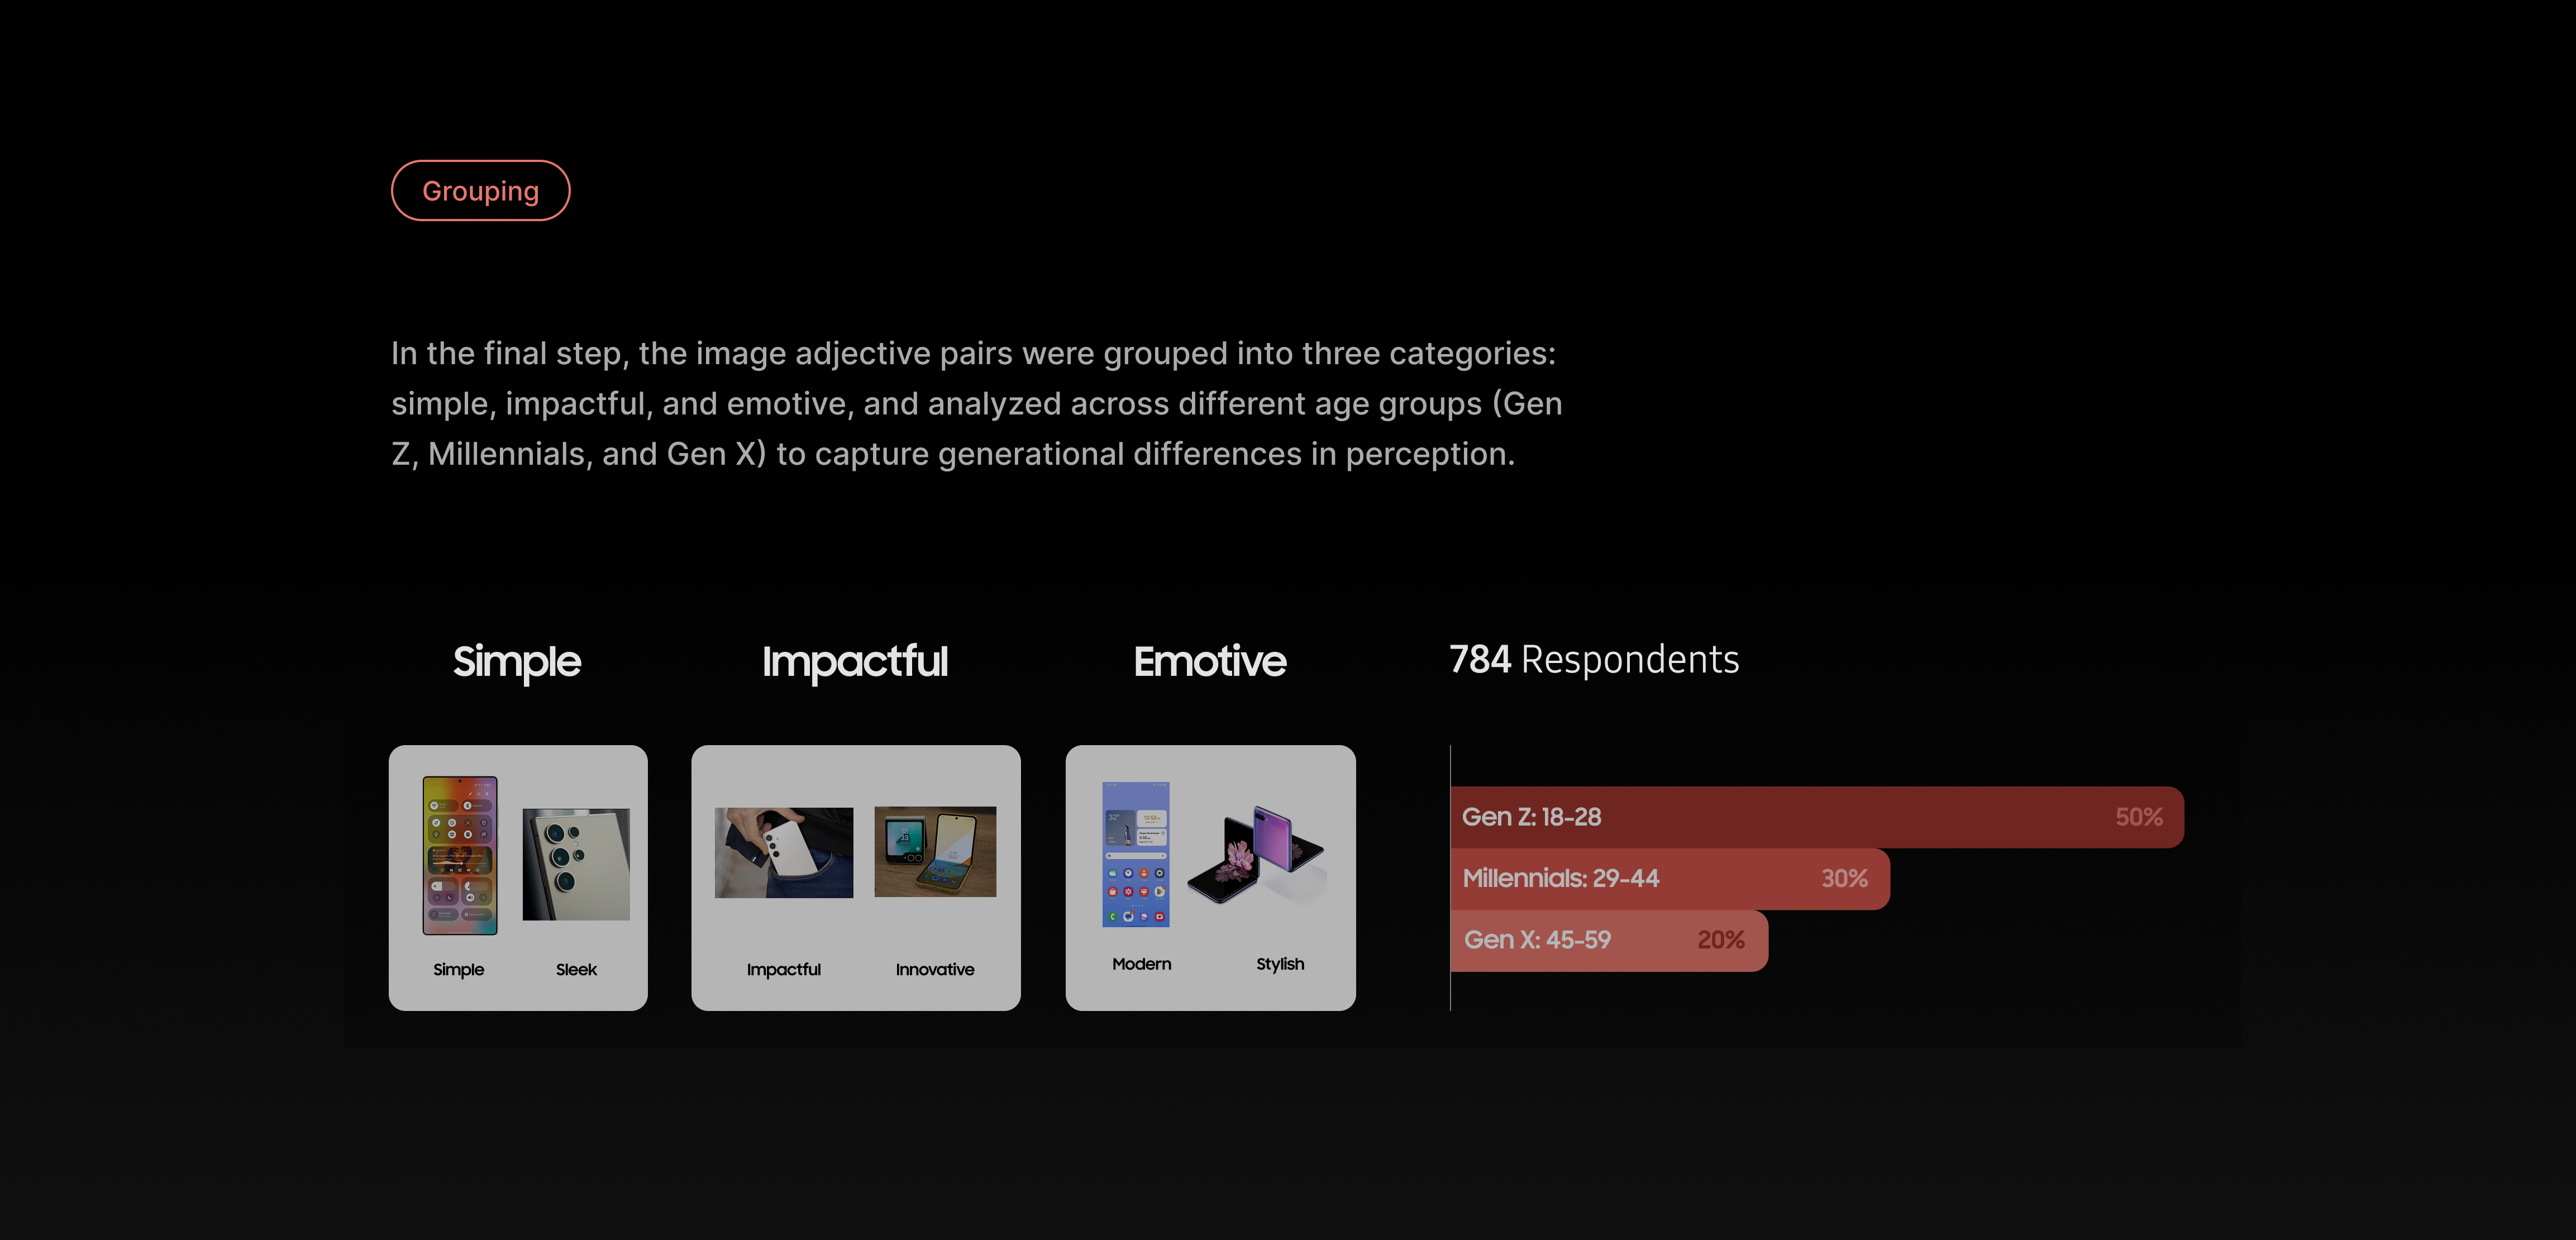 Grouping
In the final step, the image adjective pairs were grouped into three categories:
simple, impactful, and emotive, and analyzed across different age groups (Gen
Z, Millennials, and Gen X) to capture generational differences in perception.
Simple
Impactful
Emotive
784 Respondents
Simple
Sleek
Impactful
Innovative
Modern
Stylish
Gen Z: 18-28
50%
Millennials: 29-44
30%
Gen X: 45-59
20%